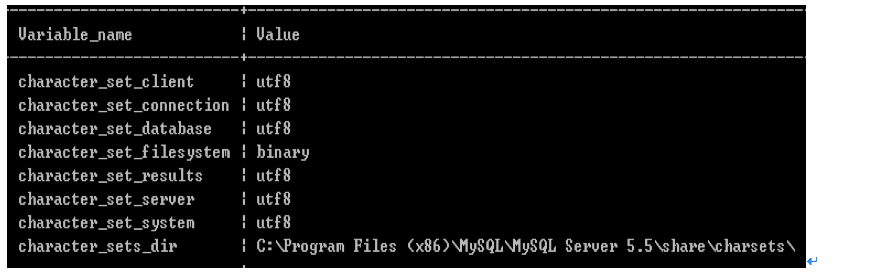 Variable_name | Value
character_set_client | utf8
character_set_connection | utf8
character_set_database | utf8
character_set_filesystem | binary
character_set_results | utf8
character_set_server | utf8
character_set_system | utf8
character_sets_dir | C:\Program Files (x86)\MySQL\MySQL Server 5.5\share\charsets\